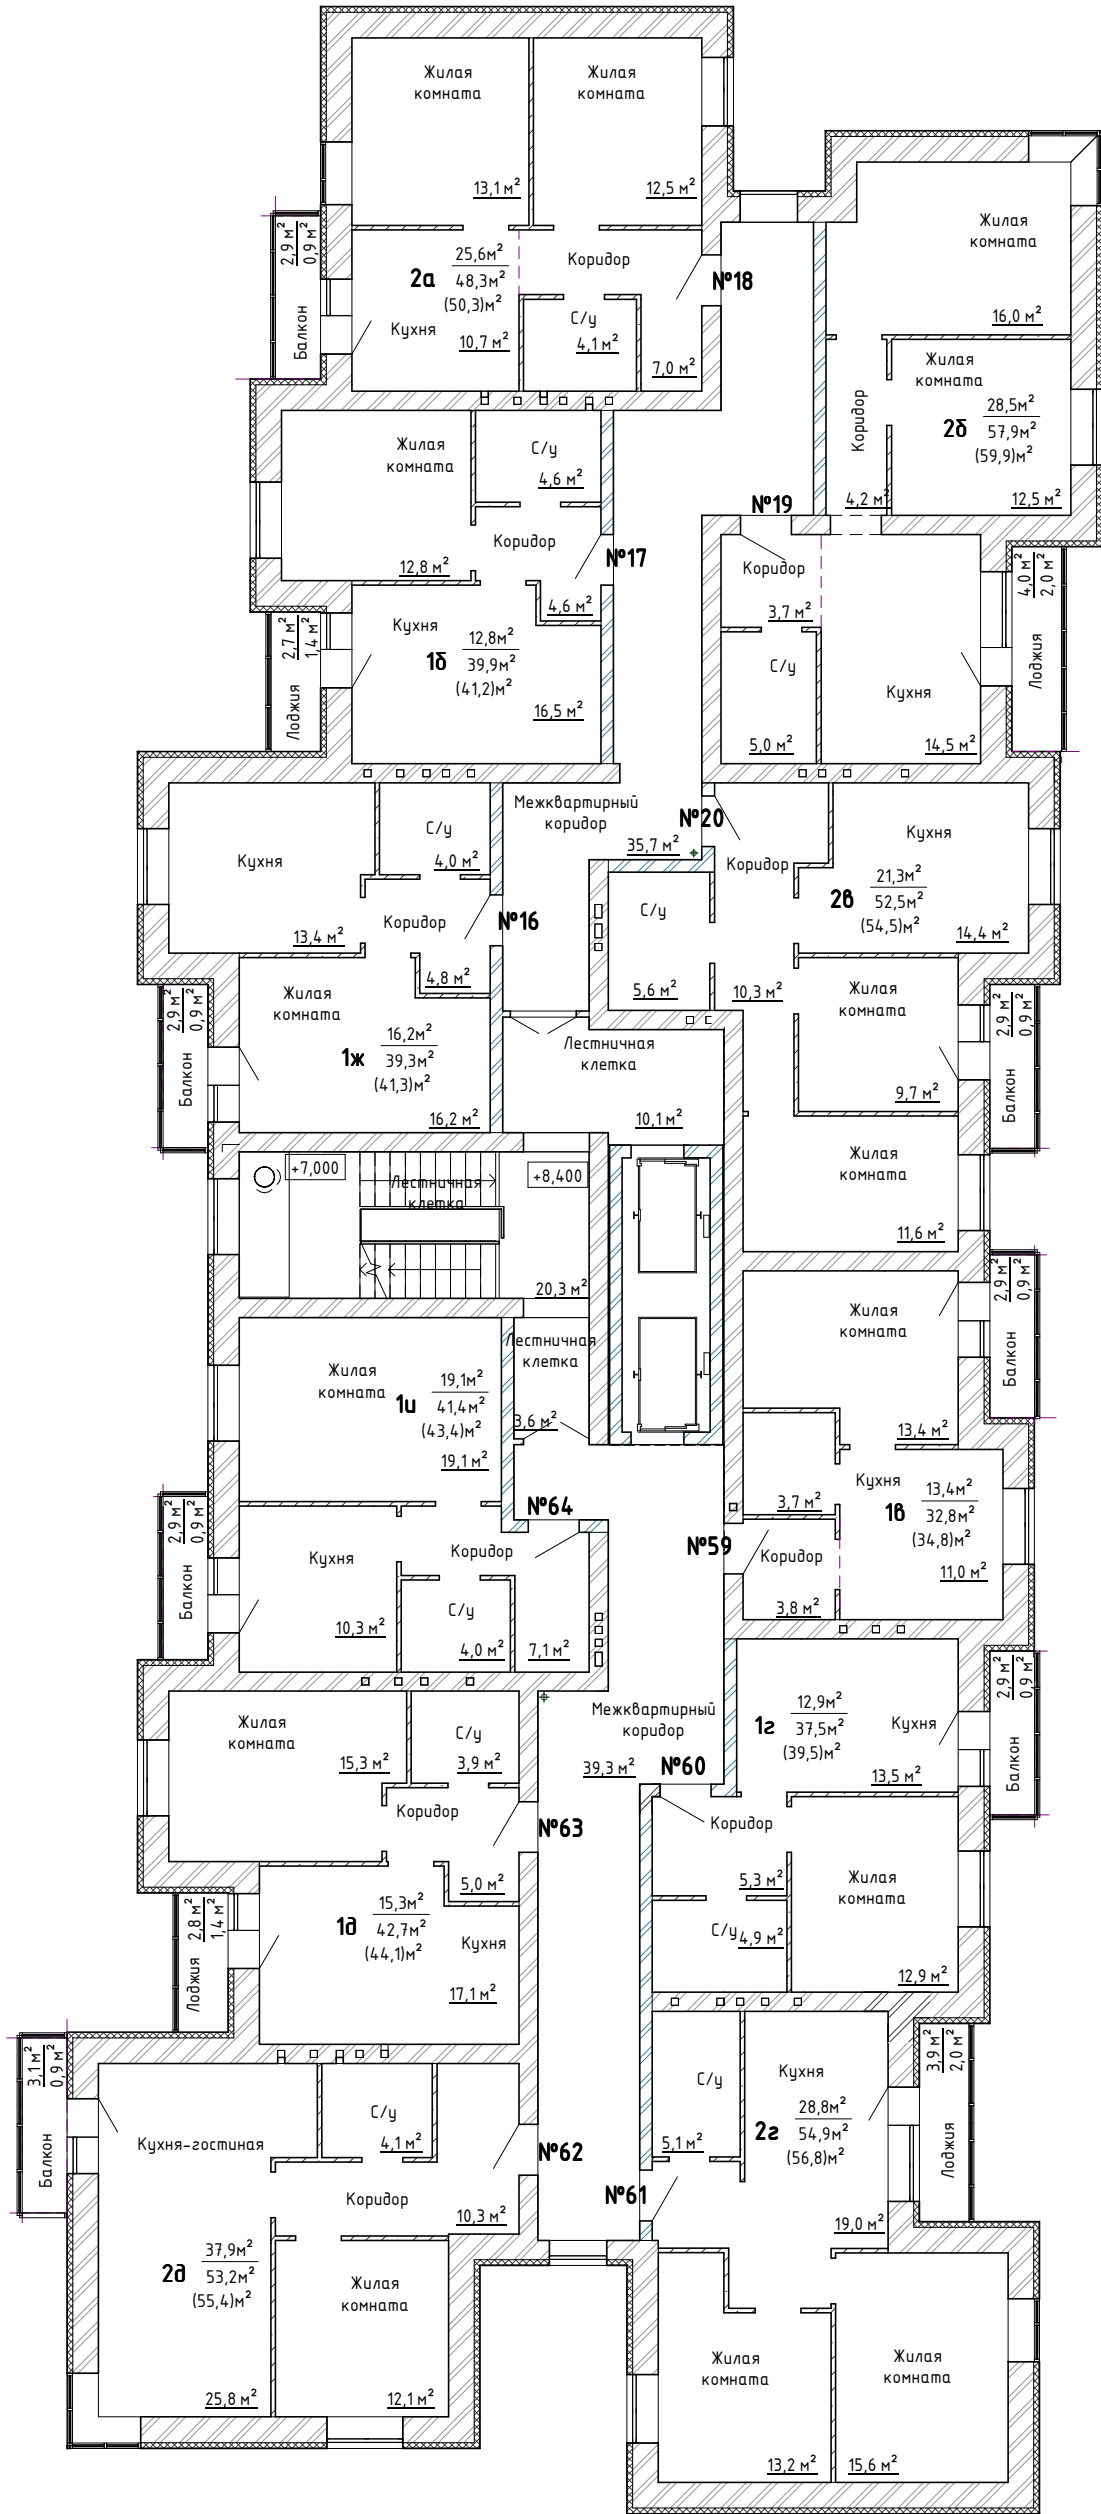 Жилая
комната
13,1 м²
Жилая
комната
12,5 м²
2,9 м²
0,9 м²
Балкон
2а
25,6м²
48,3м²
(50,3)м²
Коридор
№18
Кухня
10,7 м²
С/у
4,1 м²
7,0 м²
Жилая
комната
16,0 м²
Жилая
комната
2б
28,5м²
57,9м²
(59,9)м²
Коридор
4,2 м²
12,5 м²
Жилая
комната
12,8 м²
С/у
4,6 м²
Коридор
№17
4,6 м²
№19
Коридор
3,7 м²
4,0 м²
2,0 м²
Лоджия
2,7 м²
1,4 м²
Лоджия
Кухня
1б
12,8м²
39,9м²
(41,2)м²
16,5 м²
С/у
5,0 м²
Кухня
14,5 м²
Межквартирный
коридор
35,7 м²
№20
Кухня
13,4 м²
С/у
4,0 м²
Коридор
№16
4,8 м²
Коридор
Кухня
2в
21,3м²
52,5м²
(54,5)м²
14,4 м²
С/у
5,6 м²
10,3 м²
2,9 м²
0,9 м²
Балкон
Жилая
комната
1ж
16,2м²
39,3м²
(41,3)м²
16,2 м²
Лестничная
клетка
10,1 м²
Жилая
комната
9,7 м²
2,9 м²
0,9 м²
Балкон
Жилая
комната
11,6 м²
+7,000
Лестничная
клетка
+8,400
20,3 м²
Жилая
комната
13,4 м²
2,9 м²
0,9 м²
Балкон
Жилая
комната
1и
19,1м²
41,4м²
(43,4)м²
19,1 м²
Лестничная
клетка
3,6 м²
№64
3,7 м²
Кухня
1в
13,4м²
32,8м²
(34,8)м²
11,0 м²
№59
Коридор
3,8 м²
2,9 м²
0,9 м²
Балкон
Кухня
10,3 м²
Коридор
С/у
4,0 м²
7,1 м²
Межквартирный
коридор
39,3 м²
№60
1г
12,9м²
37,5м²
(39,5)м²
Кухня
13,5 м²
2,9 м²
0,9 м²
Балкон
Жилая
комната
15,3 м²
С/у
3,9 м²
Коридор
№63
5,0 м²
Коридор
5,3 м²
С/у
4,9 м²
Жилая
комната
12,9 м²
2,8 м²
1,4 м²
Лоджия
1д
15,3м²
42,7м²
(44,1)м²
Кухня
17,1 м²
3,1 м²
0,9 м²
Балкон
Кухня-гостиная
С/у
4,1 м²
№62
Коридор
10,3 м²
2д
37,9м²
53,2м²
(55,4)м²
25,8 м²
Жилая
комната
12,1 м²
С/у
5,1 м²
№61
Кухня
2г
28,8м²
54,9м²
(56,8)м²
19,0м²
3,9 м²
2,0 м²
Лоджия
Жилая
комната
13,2 м²
Жилая
комната
15,6 м²